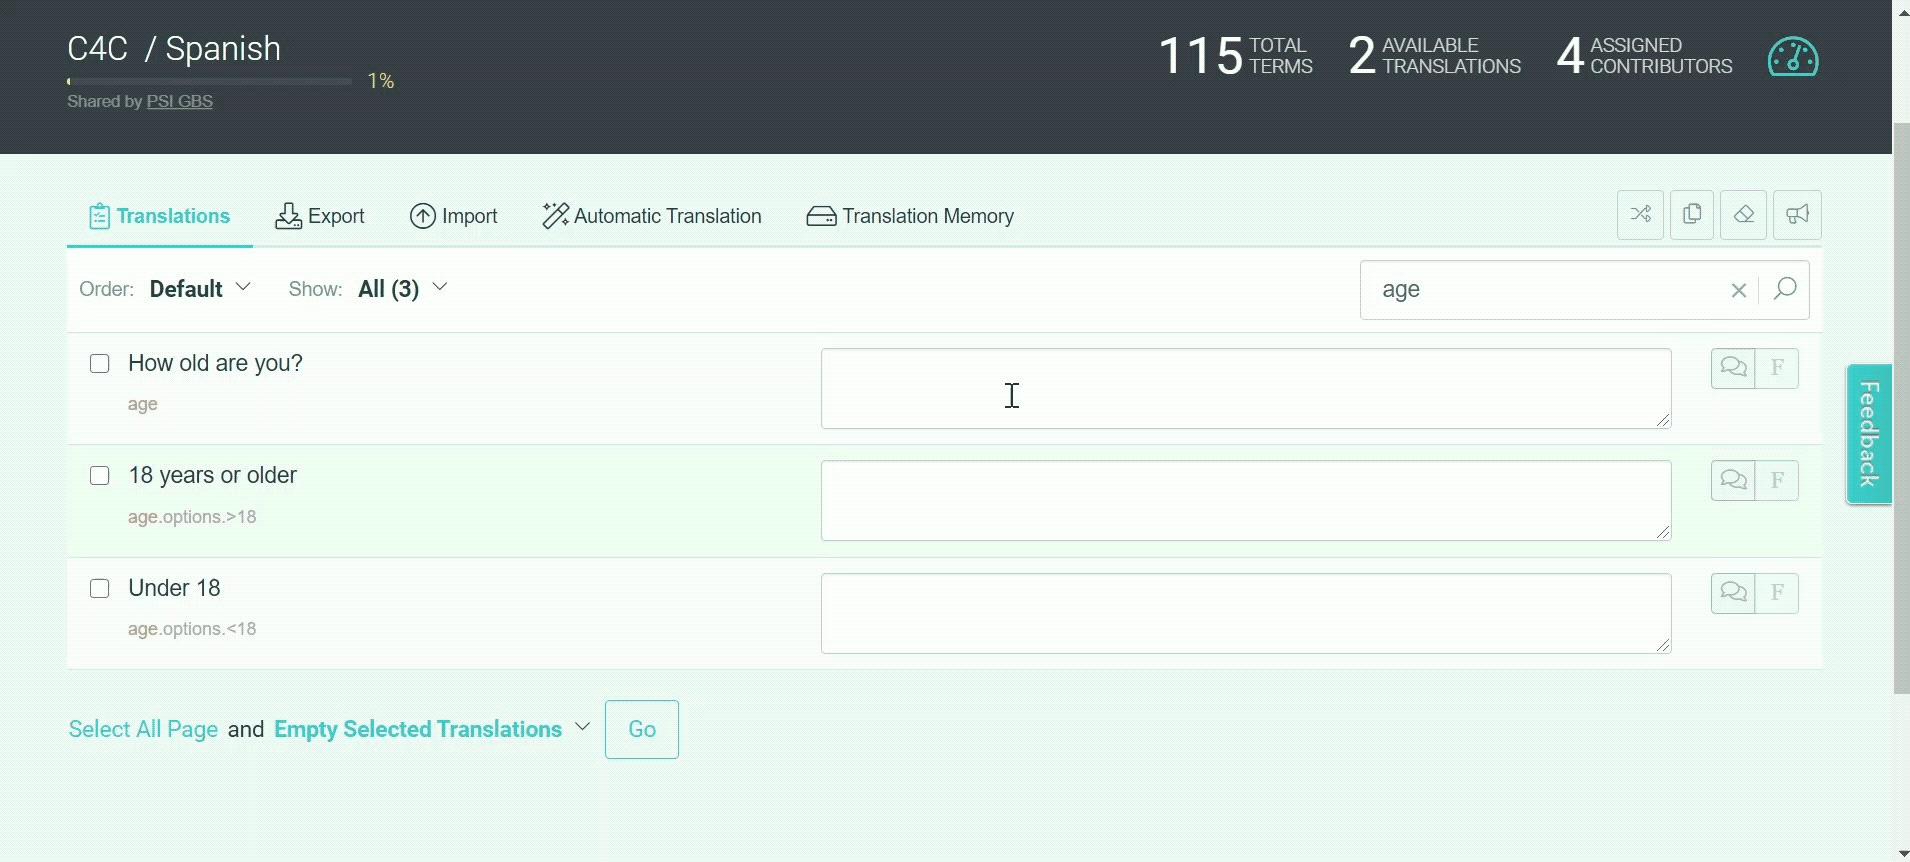 C4C / Spanish
1%
Shared by PSI GBS
115 TOTAL TERMS
2 AVAILABLE TRANSLATIONS
4 ASSIGNED CONTRIBUTORS
Translations
Export
Import
Automatic Translation
Translation Memory
Order: Default
Show: All (3)
age
How old are you?
age
F
18 years or older
age.options.>18
F
Under 18
age.options.<18
F
Feedback
Select All Page and Empty Selected Translations
Go